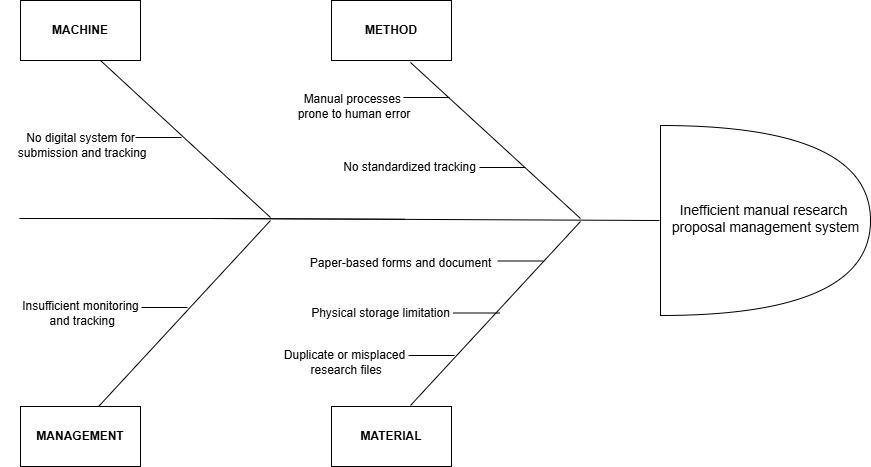 MACHINE
METHOD
Manual processes
prone to human error
No digital system for
submission and tracking
No standardized tracking
Inefficient manual research
proposal management system
Paper-based forms and document
Insufficient monitoring
and tracking
Physical storage limitation
Duplicate or misplaced
research files
MANAGEMENT
MATERIAL